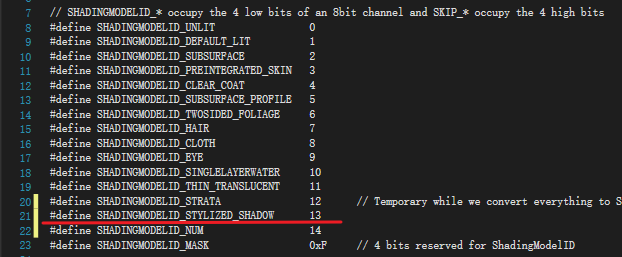 7 // SHADINGMODELID_* occupy the 4 low bits of an 8bit channel and SKIP_* occupy the 4 high bits
8 #define SHADINGMODELID_UNLIT 0
9 #define SHADINGMODELID_DEFAULT_LIT 1
10 #define SHADINGMODELID_SUBSURFACE 2
11 #define SHADINGMODELID_PREINTEGRATED_SKIN 3
12 #define SHADINGMODELID_CLEAR_COAT 4
13 #define SHADINGMODELID_SUBSURFACE_PROFILE 5
14 #define SHADINGMODELID_TWOSIDED_FOLIAGE 6
15 #define SHADINGMODELID_HAIR 7
16 #define SHADINGMODELID_CLOTH 8
17 #define SHADINGMODELID_EYE 9
18 #define SHADINGMODELID_SINGLELAYERWATER 10
19 #define SHADINGMODELID_THIN_TRANSLUCENT 11
20 #define SHADINGMODELID_STRATA 12 // Temporary while we convert everything to S
21 #define SHADINGMODELID_STYLIZED_SHADOW 13
22 #define SHADINGMODELID_NUM 14
23 #define SHADINGMODELID_MASK 0xF // 4 bits reserved for ShadingModelID